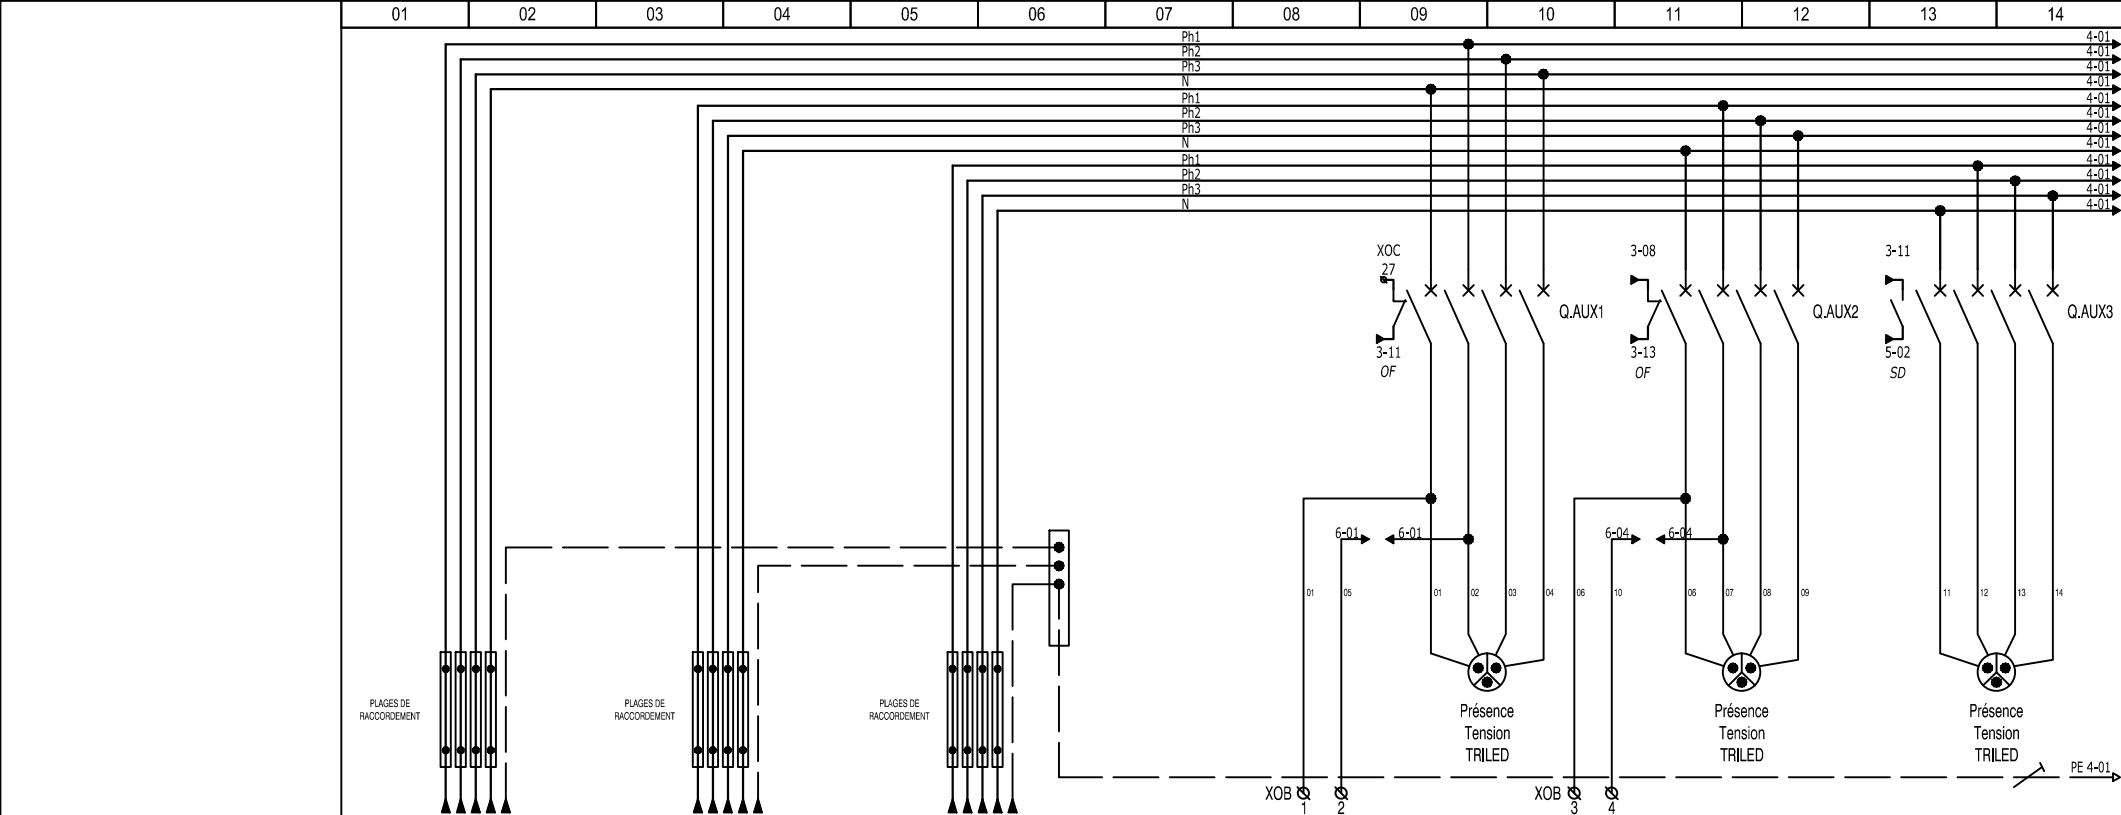 01 02 03 04 05 06 07 08 09 10 11 12 13 14
Ph1 4-01
Ph2 4-01
Ph3 4-01
N 4-01
Ph1 4-01
Ph2 4-01
Ph3 4-01
N 4-01
Ph1 4-01
Ph2 4-01
Ph3 4-01
N 4-01
XOC
27
3-11
OF
Q.AUX1
3-08
3-13
OF
Q.AUX2
3-11
5-02
SD
Q.AUX3
6-01 6-01
6-04 6-04
01 05 01 02 03 04 06 10 06 07 08 09 11 12 13 14
PLAGES DE
RACCORDEMENT
PLAGES DE
RACCORDEMENT
PLAGES DE
RACCORDEMENT
Présence
Tension
TRILED
Présence
Tension
TRILED
Présence
Tension
TRILED
PE 4-01
XOB 1 2
XOB 3 4